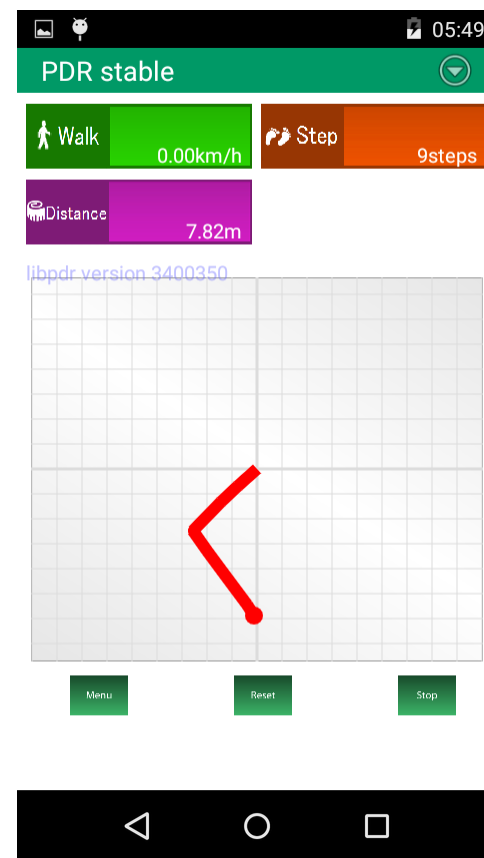 05:49
PDR stable
Walk
0.00km/h
Step
9steps
Distance
7.82m
libpdr version 3400350
Menu
Reset
Stop